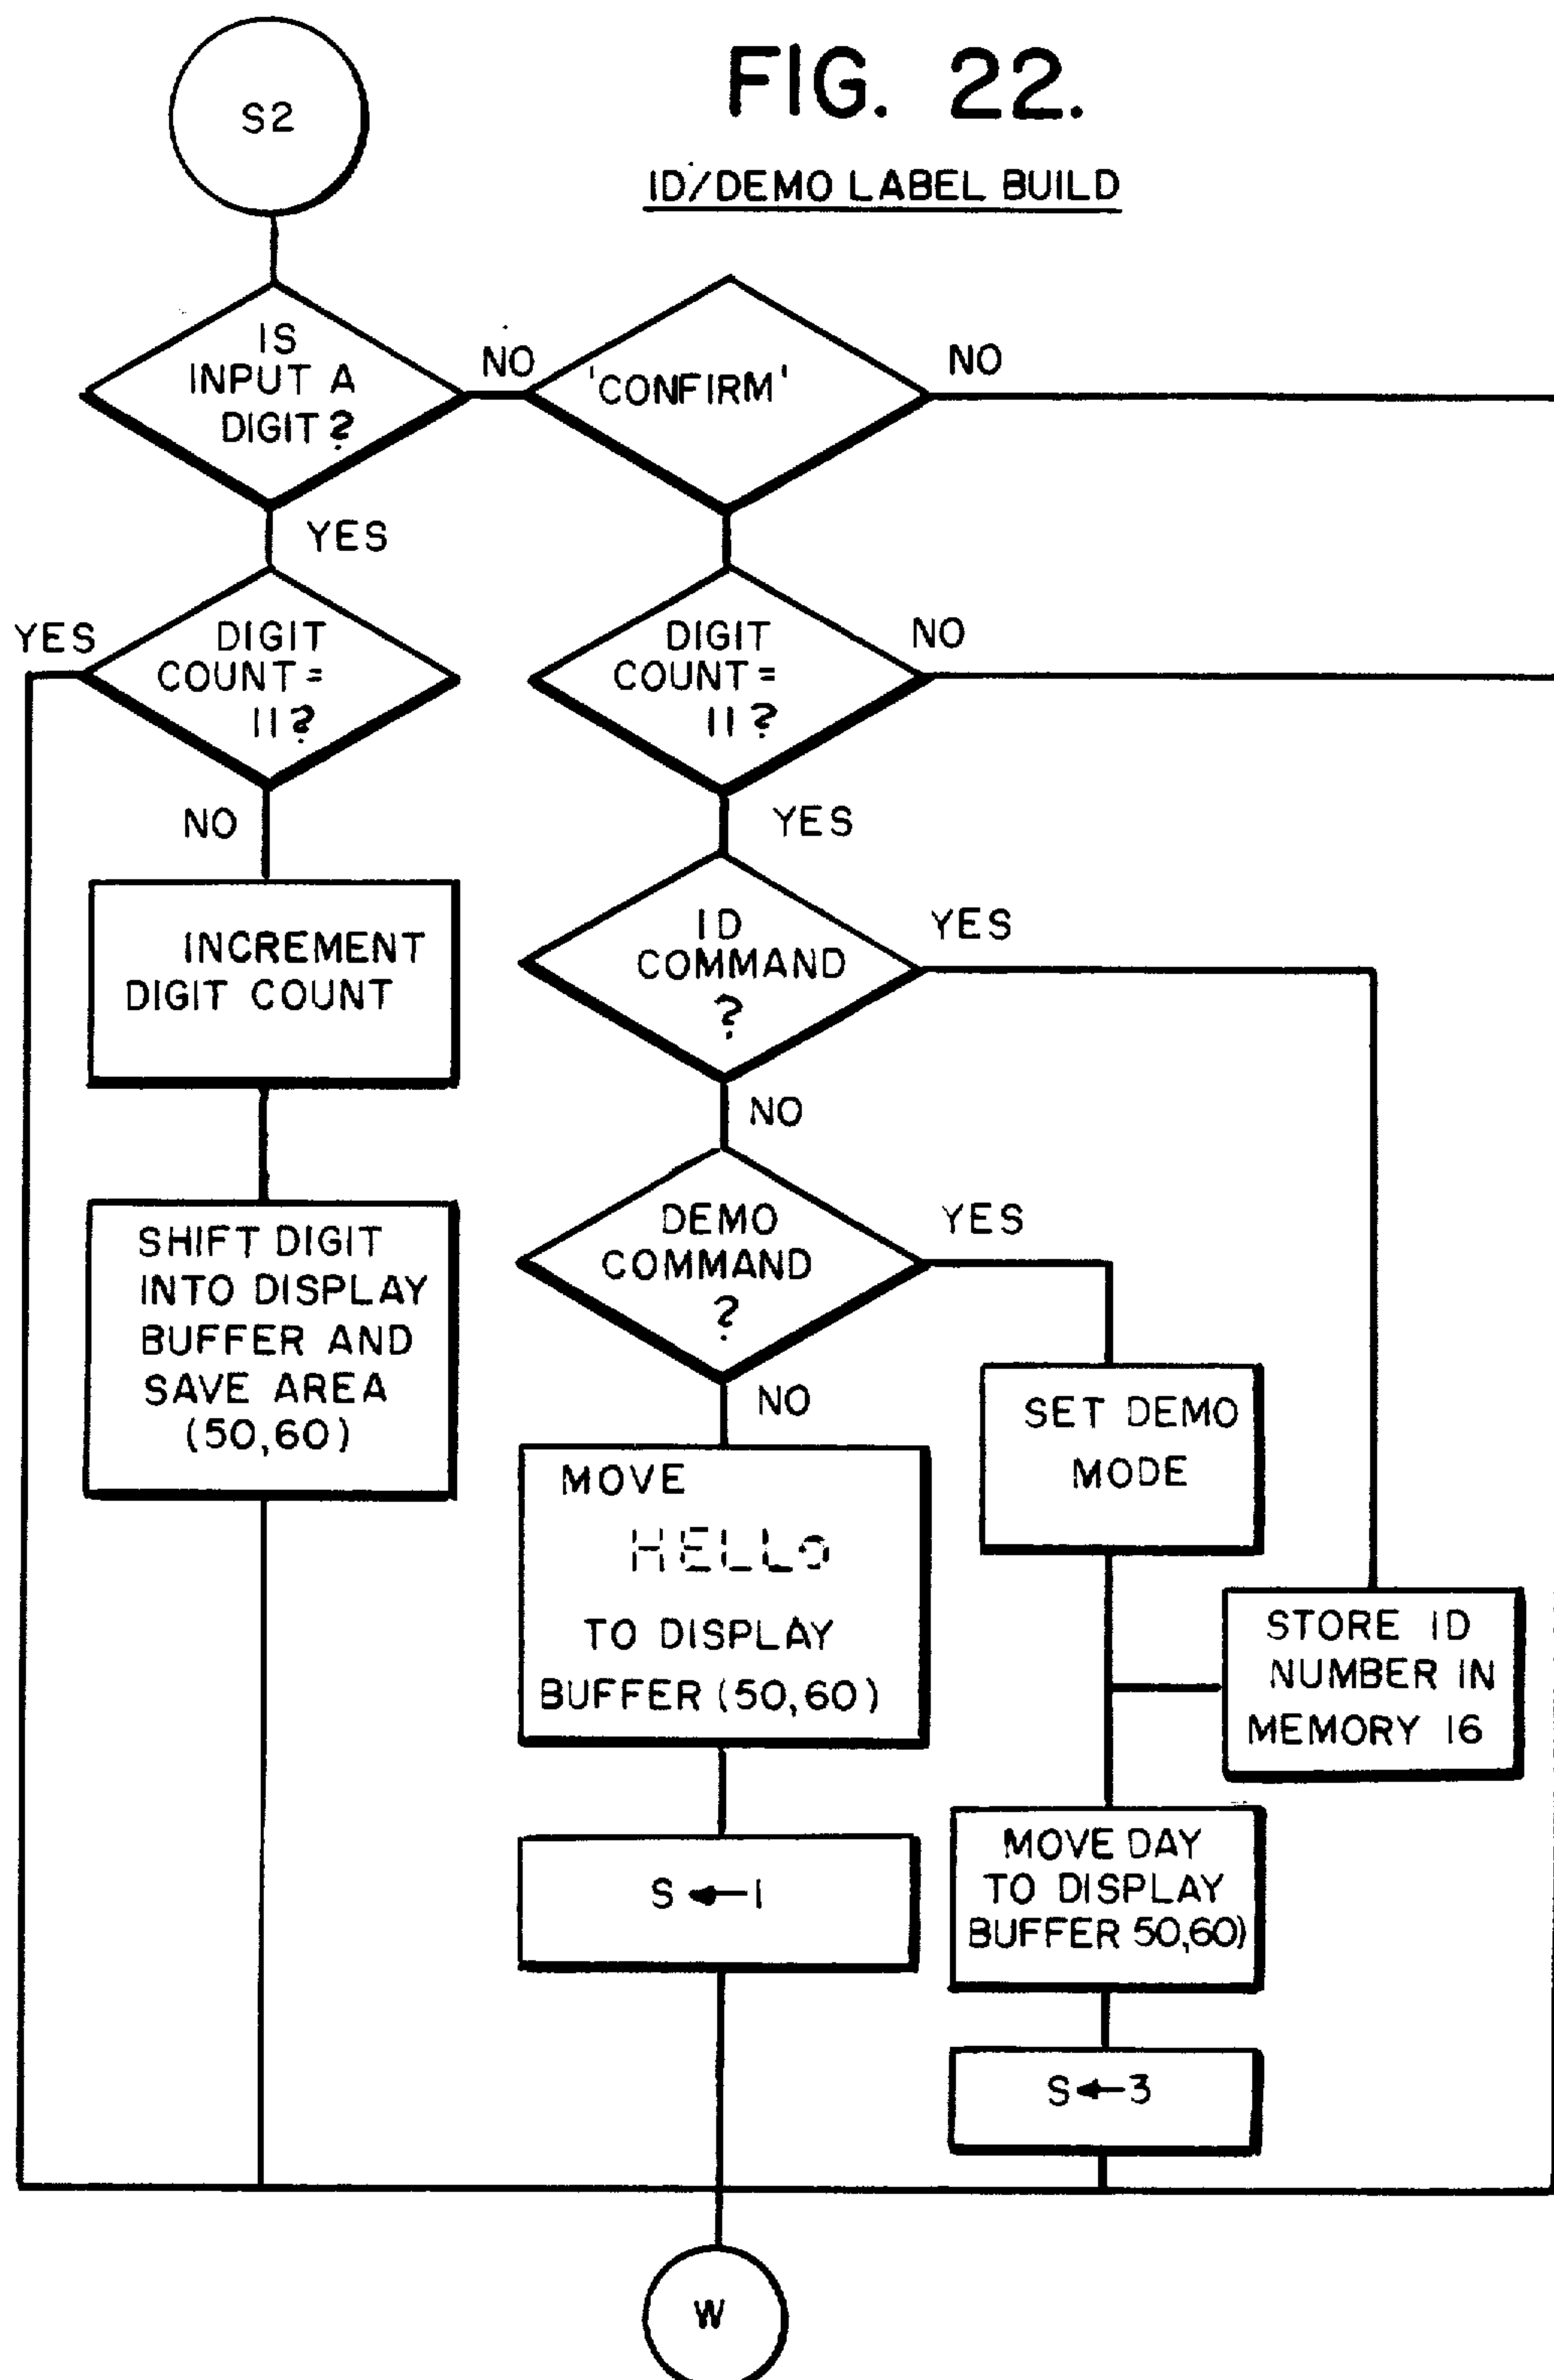 S2
FIG. 22.
ID/DEMO LABEL BUILD
IS
INPUT A
DIGIT?
NO
'CONFIRM'
NO
YES
YES
DIGIT
COUNT=
11?
DIGIT
COUNT=
11?
NO
NO
YES
INCREMENT
DIGIT COUNT
ID
COMMAND
?
YES
NO
SHIFT DIGIT
INTO DISPLAY
BUFFER AND
SAVE AREA
(50,60)
DEMO
COMMAND
?
YES
NO
SET DEMO
MODE
MOVE
HELLo
TO DISPLAY
BUFFER (50,60)
STORE ID
NUMBER IN
MEMORY 16
S ←1
MOVE DAY
TO DISPLAY
BUFFER 50,60)
S←3
W